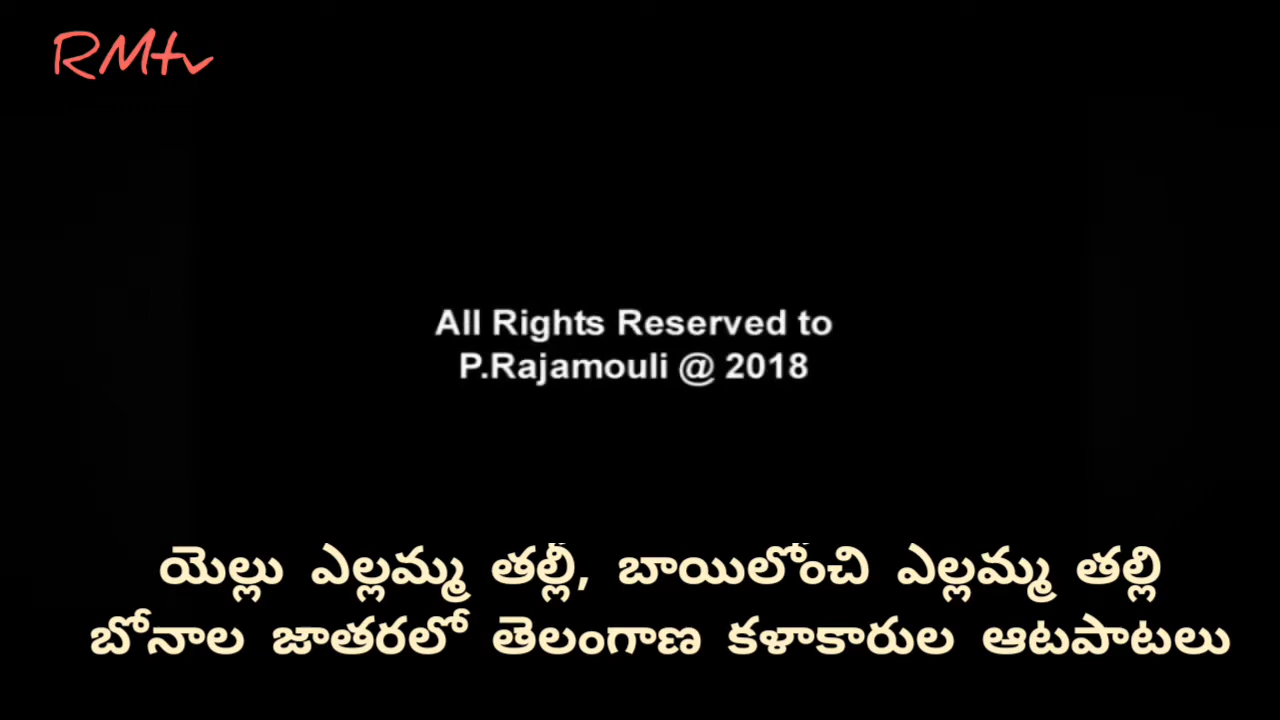 RMtv
All Rights Reserved to
P.Rajamouli @ 2018
యెల్లు ఎల్లమ్మ తల్లీ, బాయిలోంచి ఎల్లమ్మ తల్లి
బోనాల జాతరలో తెలంగాణ కళాకారుల ఆటపాటలు